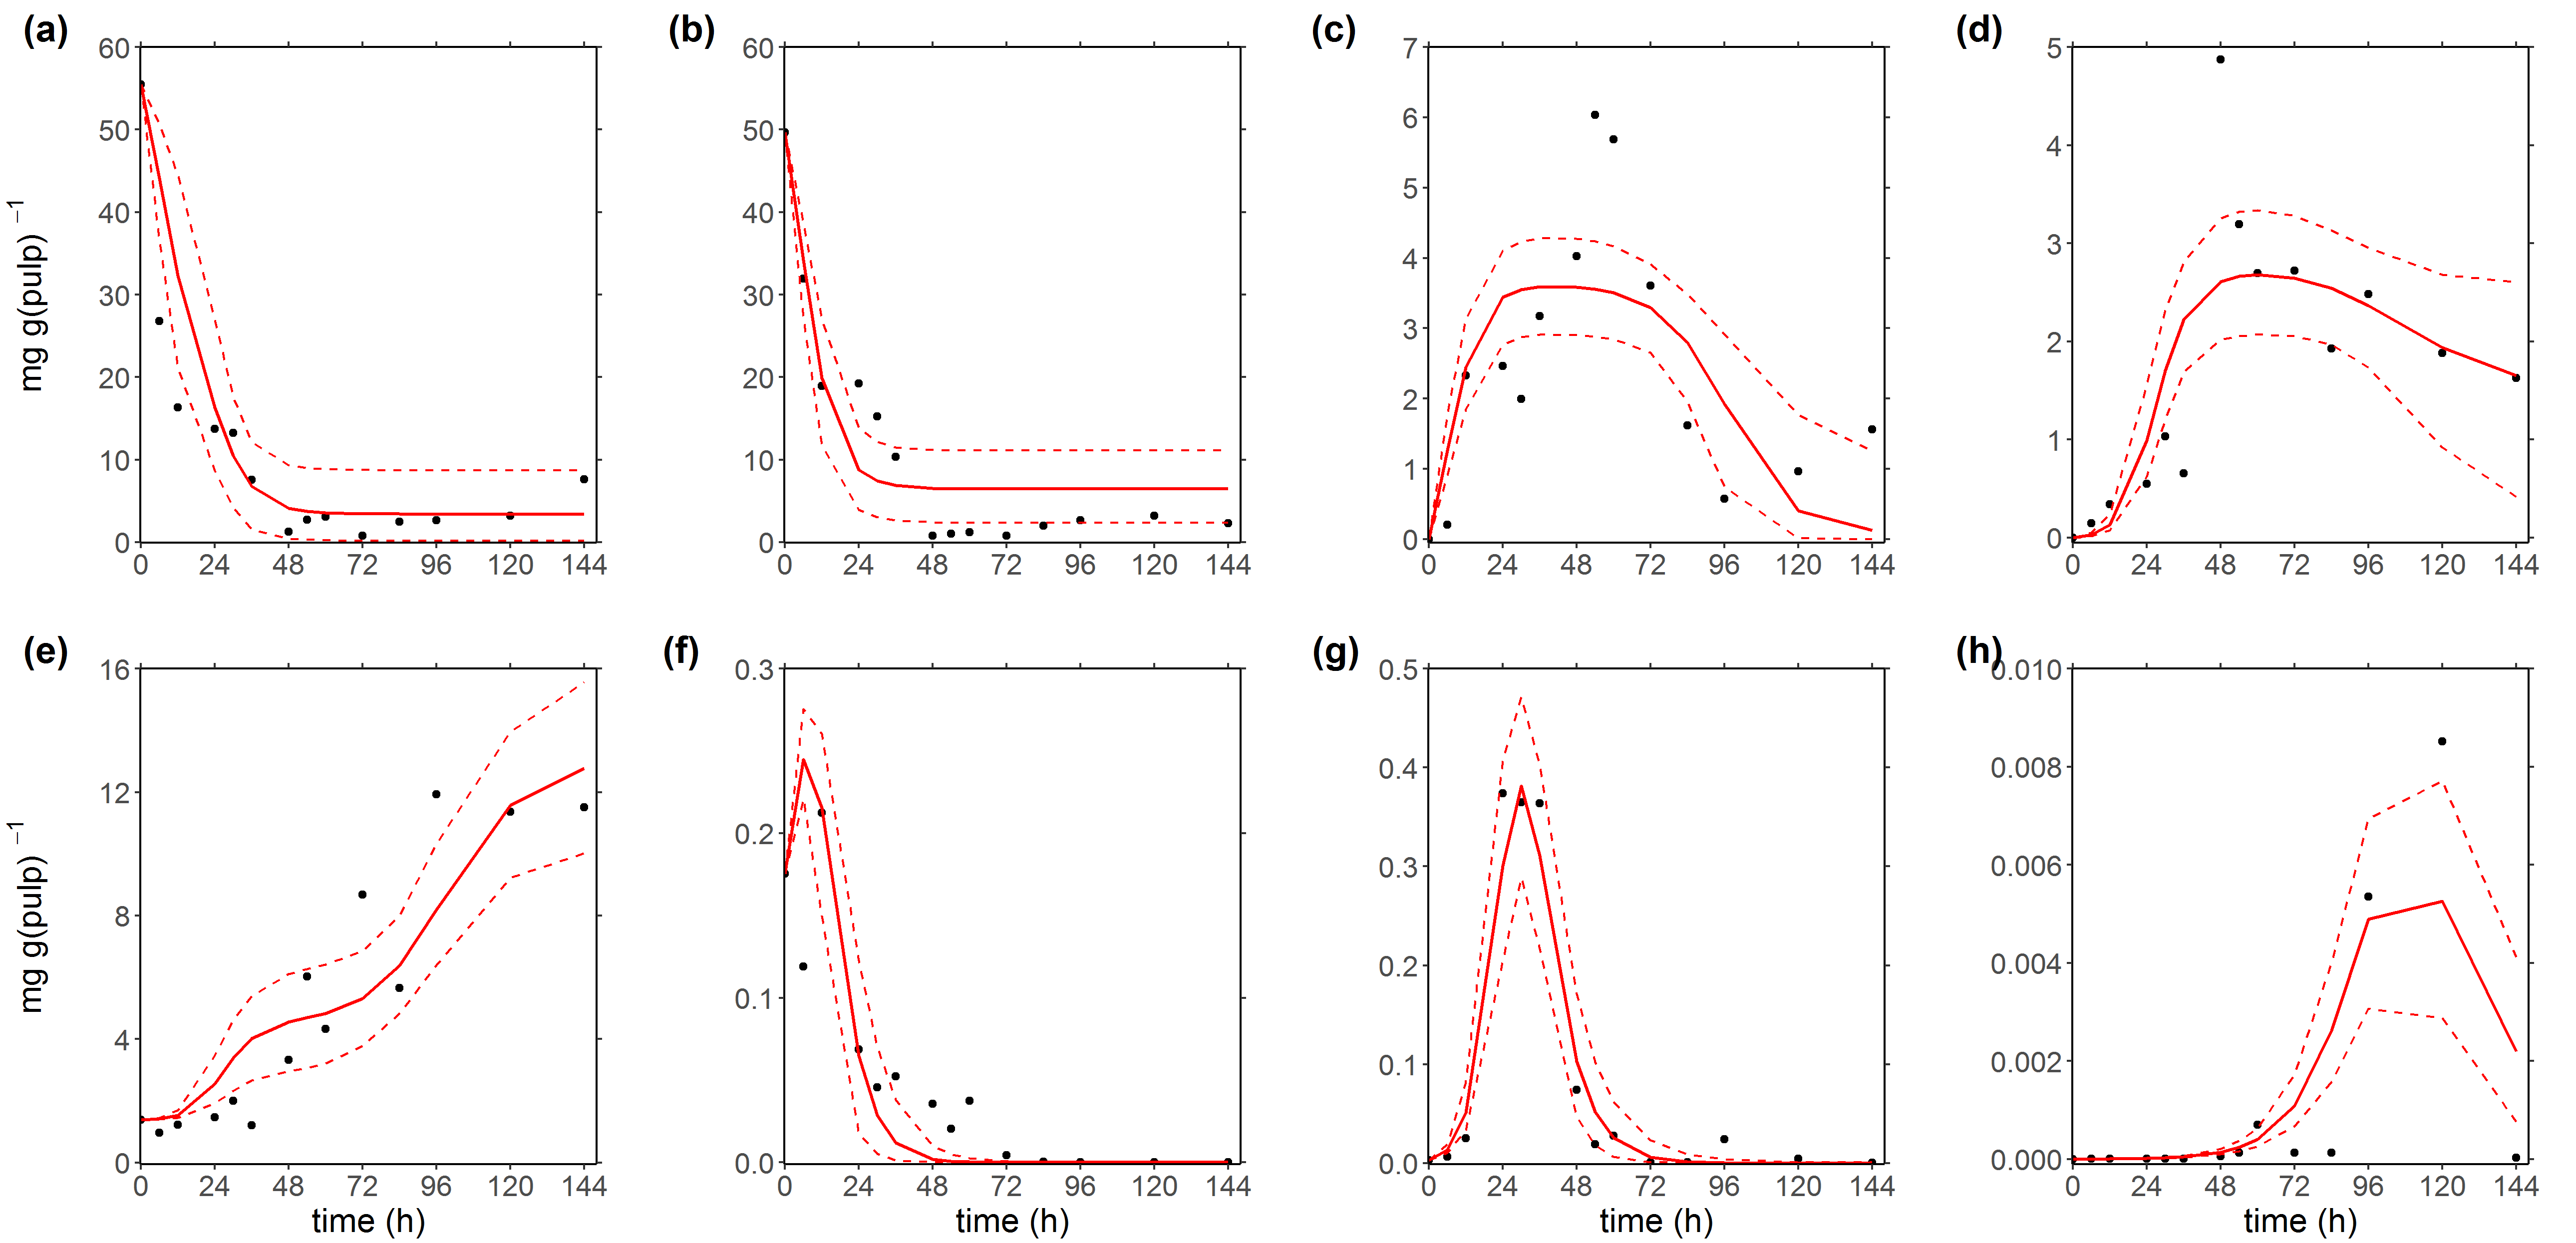 (a) (b) (c) (d)
60 60 7 5
50 50 6 4
40 40 5 3
30 30 4 2
20 20 3 1
10 10 2 0
0 0 1
0
mg g(pulp) −1
0 24 48 72 96 120 144 0 24 48 72 96 120 144 0 24 48 72 96 120 144 0 24 48 72 96 120 144
(e) (f) (g) (h)
16 0.3 0.5 0.010
12 0.2 0.4 0.008
8 0.1 0.3 0.006
4 0.0 0.2 0.004
0 0.1 0.002
0.0 0.000
mg g(pulp) −1
0 24 48 72 96 120 144 0 24 48 72 96 120 144 0 24 48 72 96 120 144 0 24 48 72 96 120 144
time (h) time (h) time (h) time (h)